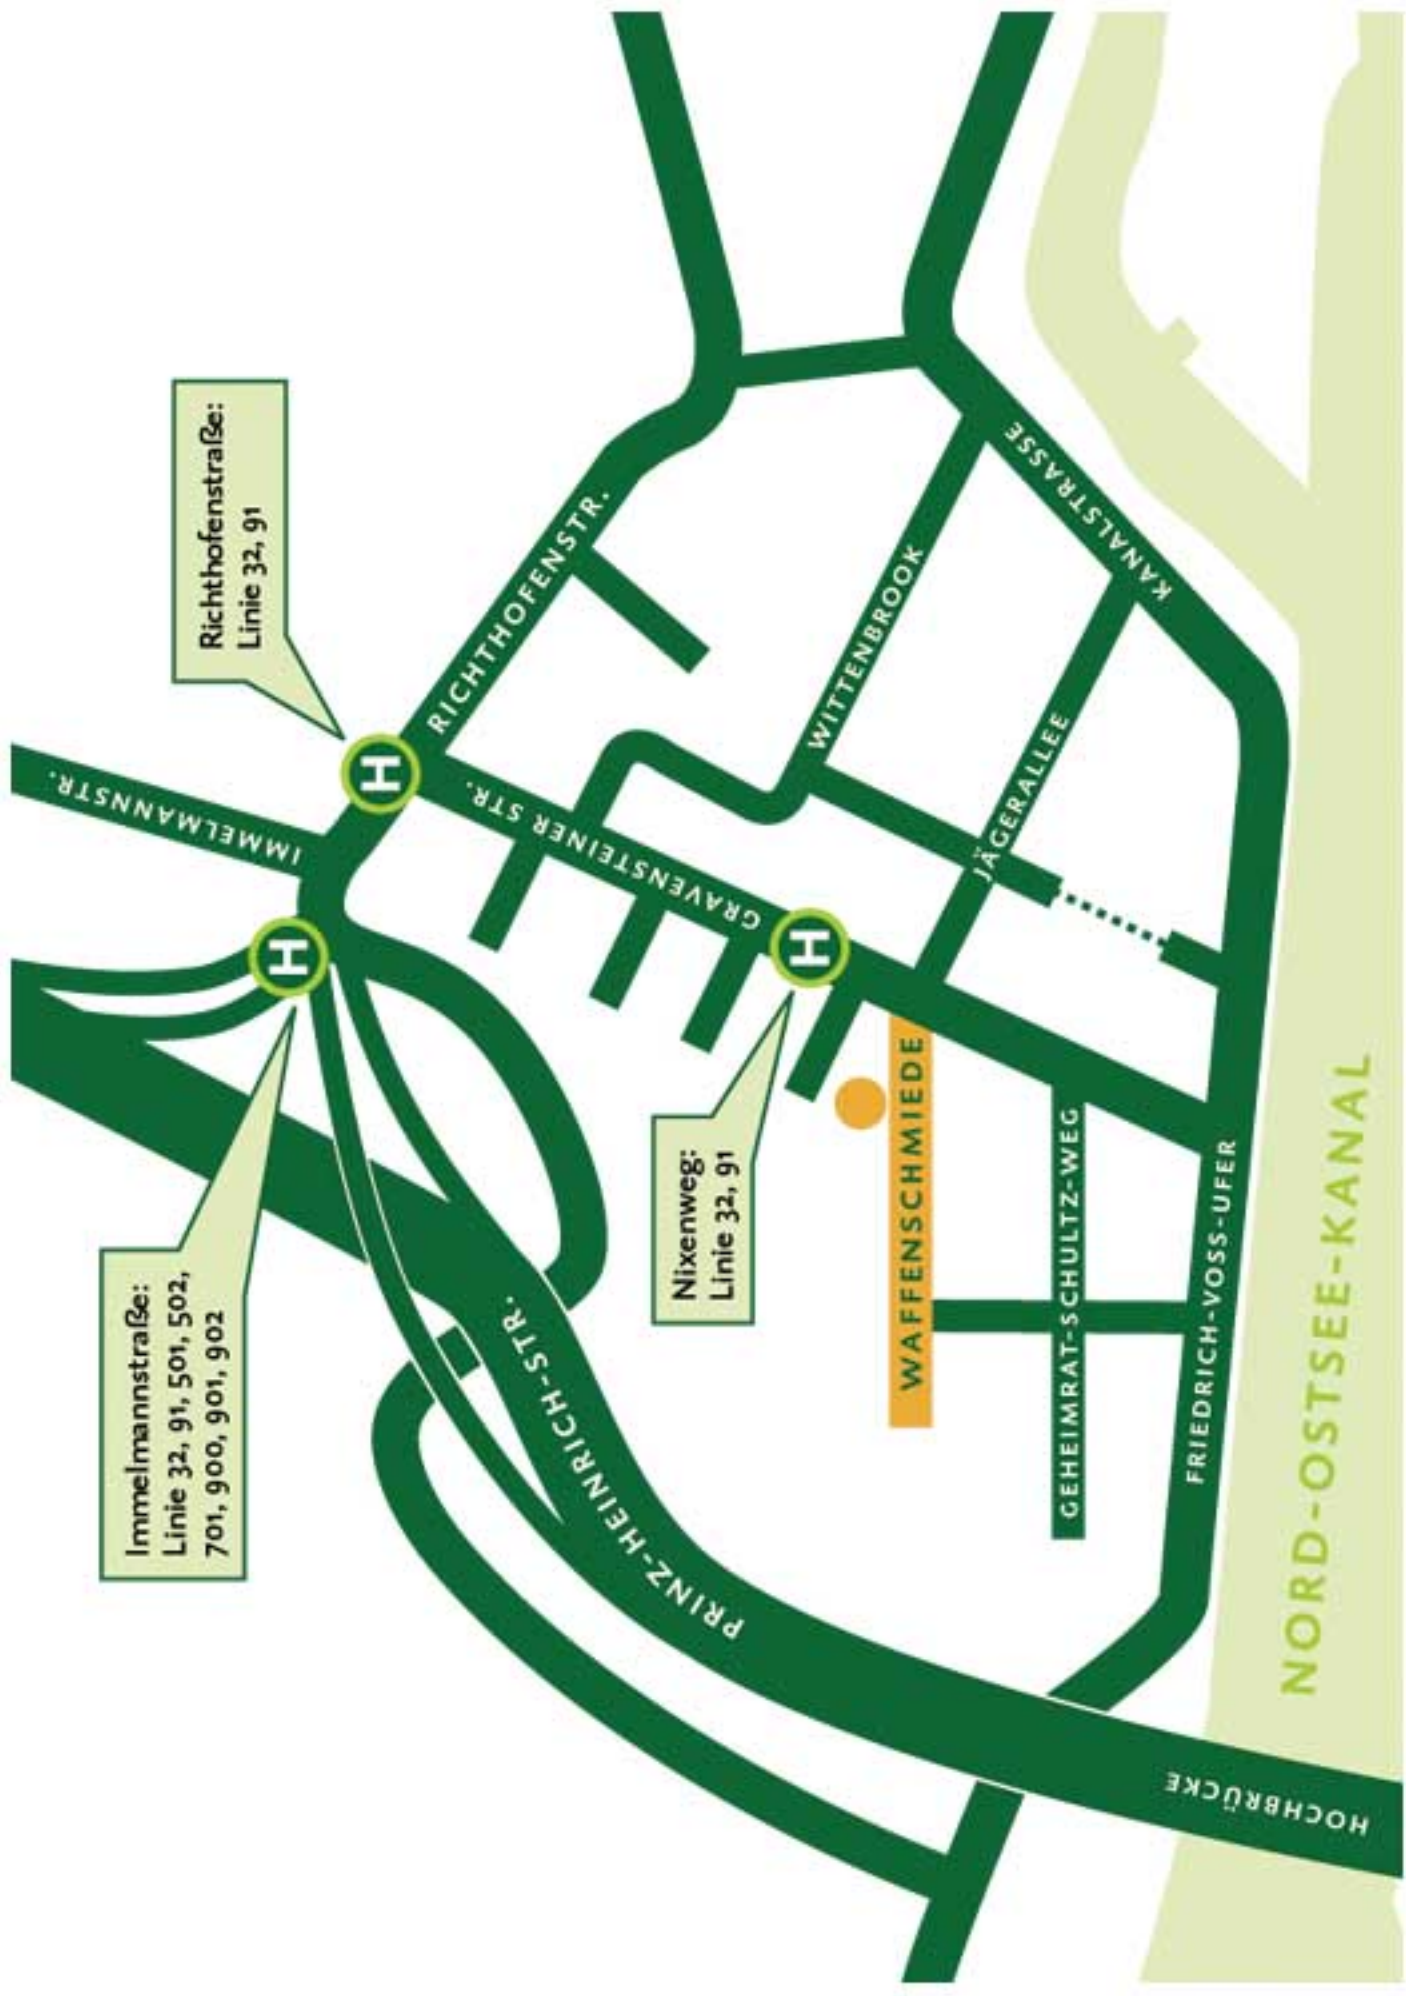 Immelmannstraße:
Linie 32, 91, 501, 502,
701, 900, 901, 902
Richthofenstraße:
Linie 32, 91
Nixenweg:
Linie 32, 91
IMMELMANNSTR.
RICHTHOFENSTR.
GRAVENSTEINER STR.
WITTENBROOK
JÄGERALLEE
KANALSTRASSE
PRINZ-HEINRICH-STR.
WAFFENSCHMIEDE
GEHEIMRAT-SCHULTZ-WEG
FRIEDRICH-VOSS-UFER
NORD-OSTSEE-KANAL
HOCHBRÜCKE
H
H
H